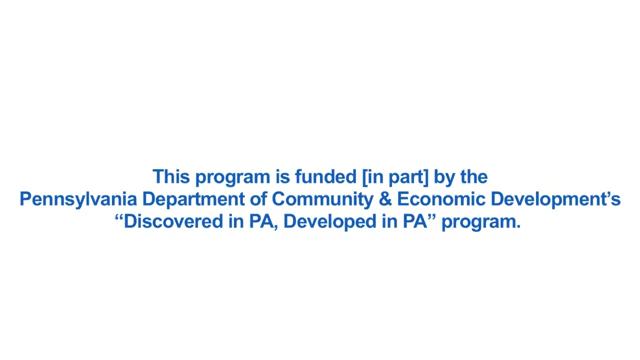 This program is funded [in part] by the
Pennsylvania Department of Community & Economic Development’s
“Discovered in PA, Developed in PA” program.